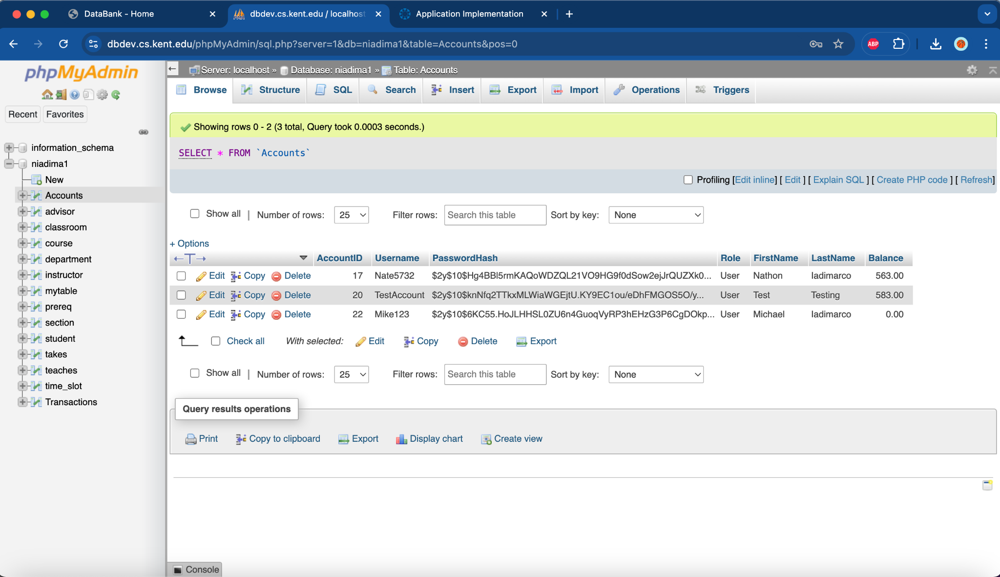 DataBank - Home
dbdev.cs.kent.edu / localhost
Application Implementation
dbdev.cs.kent.edu/phpMyAdmin/sql.php?server=1&db=niadima1&table=Accounts&pos=0
ABP
phpMyAdmin
Recent Favorites
information_schema
niadima1
New
Accounts
advisor
classroom
course
department
instructor
mytable
prereq
section
student
takes
teaches
time_slot
Transactions
Server: localhost » Database: niadima1 » Table: Accounts
Browse Structure SQL Search Insert Export Import Operations Triggers
Showing rows 0 - 2 (3 total, Query took 0.0003 seconds.)
SELECT * FROM `Accounts`
Profiling [Edit inline] [ Edit ] [ Explain SQL ] [ Create PHP code ] [ Refresh]
Show all | Number of rows: 25 Filter rows: Search this table Sort by key: None
+ Options
←T→ AccountID Username PasswordHash Role FirstName LastName Balance
Edit Copy Delete 17 Nate5732 $2y$10$Hg4BBl5rmKAQoWDZQL21VO9HG9f0dSow2ejJrQUZXk0... User Nathon Iadimarco 563.00
Edit Copy Delete 20 TestAccount $2y$10$knNfq2TTkxMLWiaWGEjtU.KY9EC1ou/eDhFMGOS5O/y... User Test Testing 583.00
Edit Copy Delete 22 Mike123 $2y$10$6KC55.HoJLHHSL0ZU6n4GuoqVyRP3hEHzG3P6CgDOkp... User Michael Iadimarco 0.00
Check all With selected: Edit Copy Delete Export
Show all | Number of rows: 25 Filter rows: Search this table Sort by key: None
Query results operations
Print Copy to clipboard Export Display chart Create view
Console